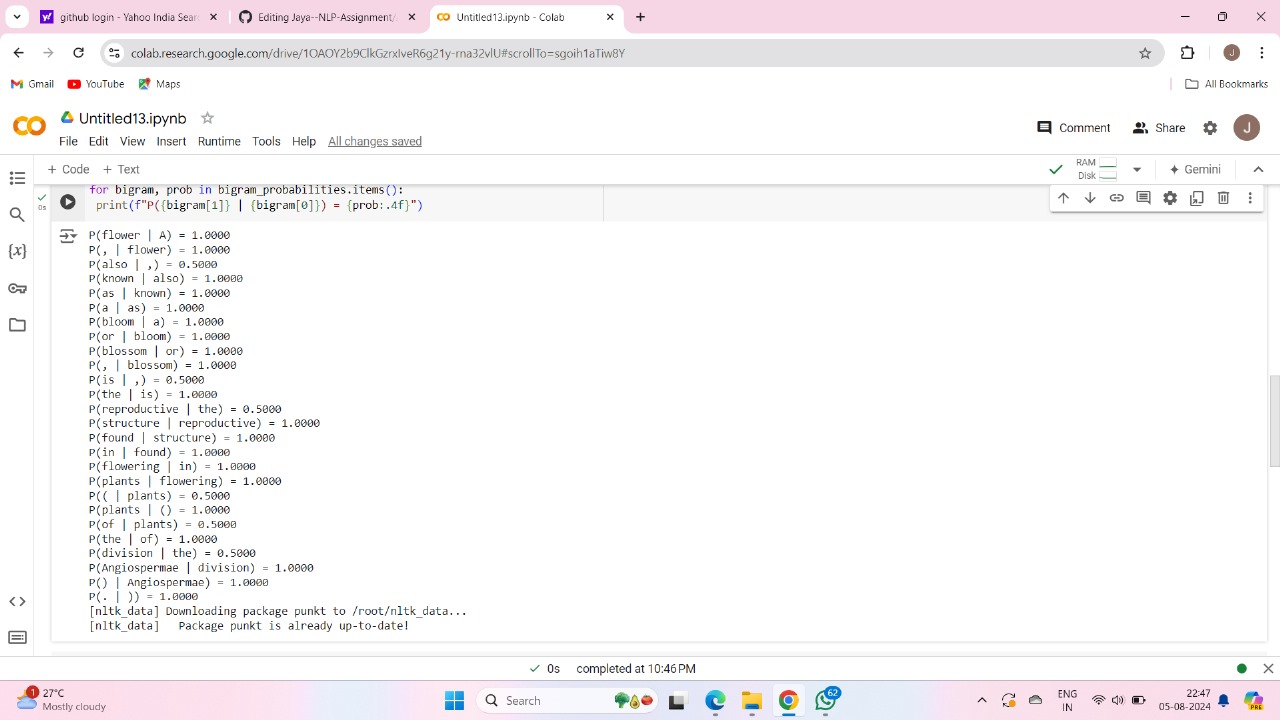 github login - Yahoo India Sear
Editing Jaya--NLP-Assignment/
Untitled13.ipynb - Colab
colab.research.google.com/drive/1OAOY2b9ClkGzrxIveR6g21y-rna32vlU#scrollTo=sgoih1aTiw8Y
Gmail YouTube Maps
All Bookmarks
Untitled13.ipynb
File Edit View Insert Runtime Tools Help All changes saved
Comment Share J
+ Code + Text
RAM
Disk
Gemini
for bigram, prob in bigram_probabilities.items():
print(f"P({bigram[1]} | {bigram[0]}) = {prob:.4f}")
0s
P(flower | A) = 1.0000
P(, | flower) = 1.0000
P(also | ,) = 0.5000
P(known | also) = 1.0000
P(as | known) = 1.0000
P(a | as) = 1.0000
P(bloom | a) = 1.0000
P(or | bloom) = 1.0000
P(blossom | or) = 1.0000
P(, | blossom) = 1.0000
P(is | ,) = 0.5000
P(the | is) = 1.0000
P(reproductive | the) = 0.5000
P(structure | reproductive) = 1.0000
P(found | structure) = 1.0000
P(in | found) = 1.0000
P(flowering | in) = 1.0000
P(plants | flowering) = 1.0000
P(( | plants) = 0.5000
P(plants | () = 1.0000
P(of | plants) = 0.5000
P(the | of) = 1.0000
P(division | the) = 0.5000
P(Angiospermae | division) = 1.0000
P() | Angiospermae) = 1.0000
P(. | )) = 1.0000
[nltk_data] Downloading package punkt to /root/nltk_data...
[nltk_data]   Package punkt is already up-to-date!
0s completed at 10:46 PM
1
27°C
Mostly cloudy
Search
62
ENG
IN
22:47
05-08-2024
PRE